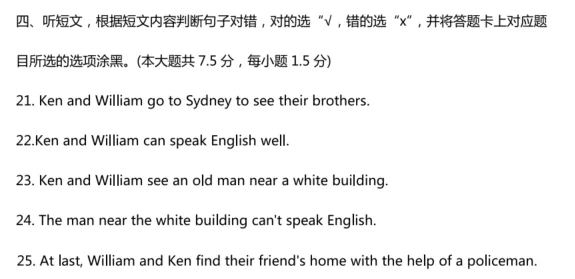 四、听短文，根据短文内容判断句子对错，对的选“√，错的选“x”，并将答题卡上对应题
目所选的选项涂黑。(本大题共 7.5 分，每小题 1.5 分)
21. Ken and William go to Sydney to see their brothers.
22.Ken and William can speak English well.
23. Ken and William see an old man near a white building.
24. The man near the white building can't speak English.
25. At last, William and Ken find their friend's home with the help of a policeman.